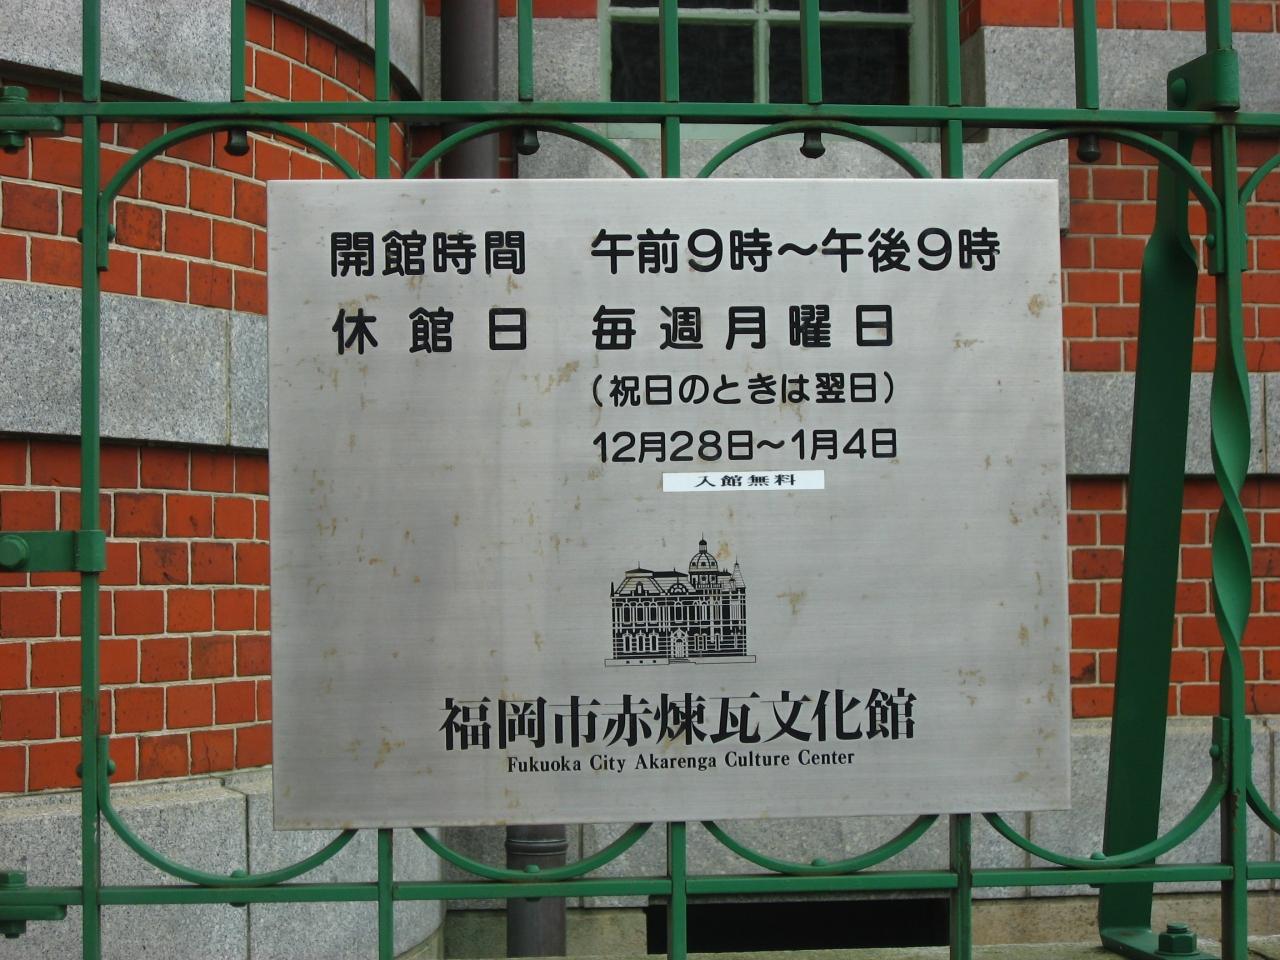 開館時間 午前9時～午後9時
休館日 毎週月曜日
（祝日のときは翌日）
12月28日～1月4日
入館無料
福岡市赤煉瓦文化館
Fukuoka City Akarenga Culture Center